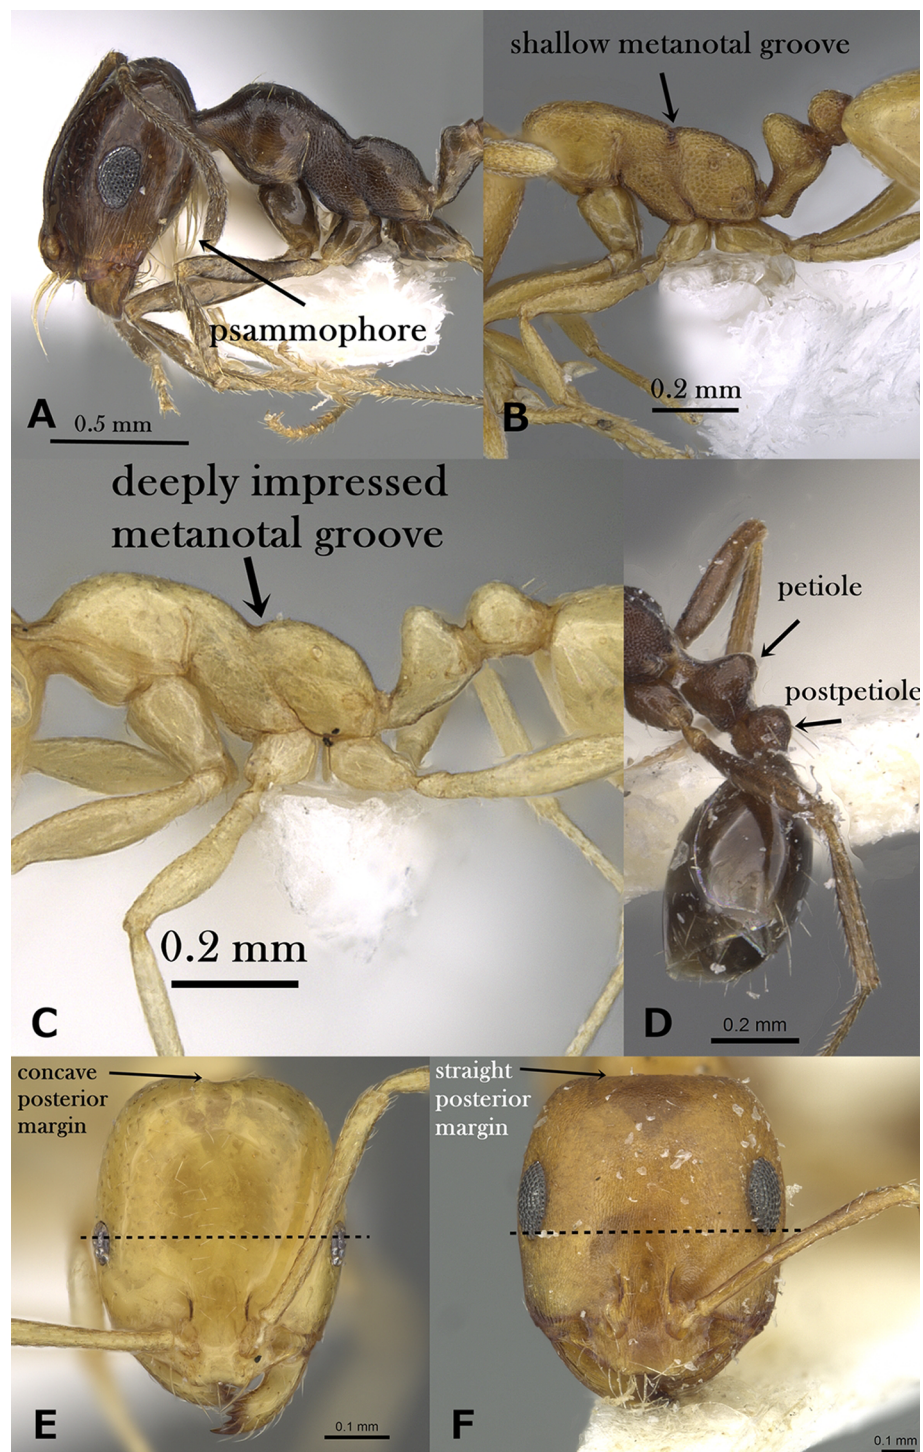 shallow metanotal groove
psammophore
A
0.5 mm
0.2 mm
B
deeply impressed
metanotal groove
petiole
postpetiole
0.2 mm
C
D
0.2 mm
concave
posterior
margin
straight
posterior
margin
E
0.1 mm
F
0.1 mm